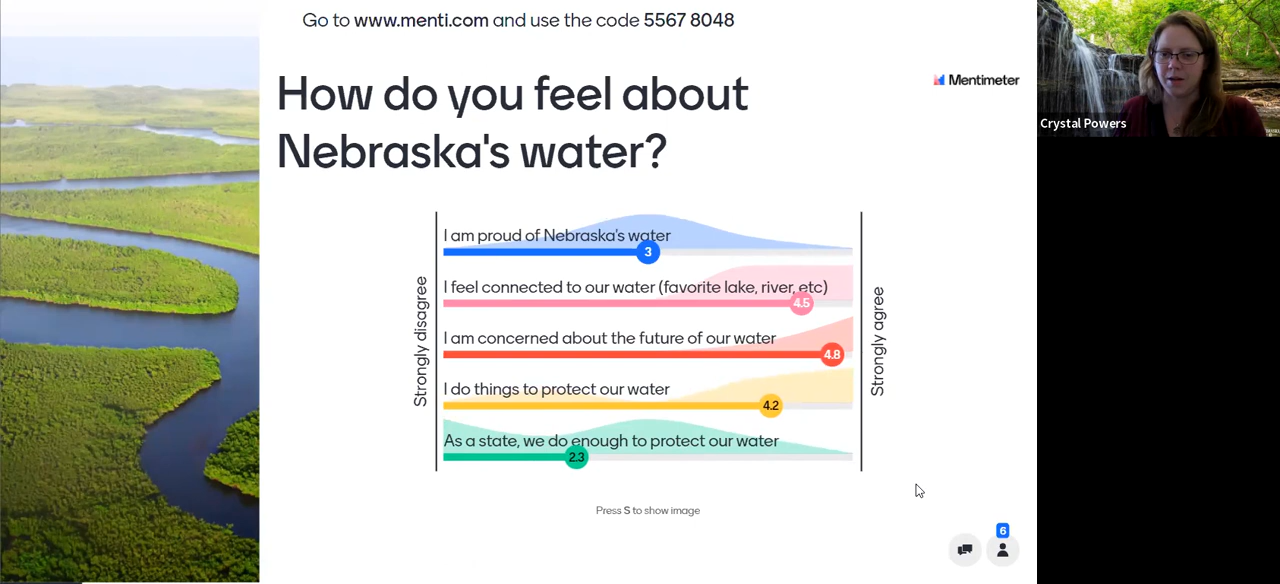 Go to www.menti.com and use the code 5567 8048
How do you feel about
Nebraska's water?
Mentimeter
Crystal Powers
Strongly disagree
I am proud of Nebraska's water
3
I feel connected to our water (favorite lake, river, etc)
4.5
I am concerned about the future of our water
4.8
I do things to protect our water
4.2
As a state, we do enough to protect our water
2.3
Strongly agree
Press S to show image
6